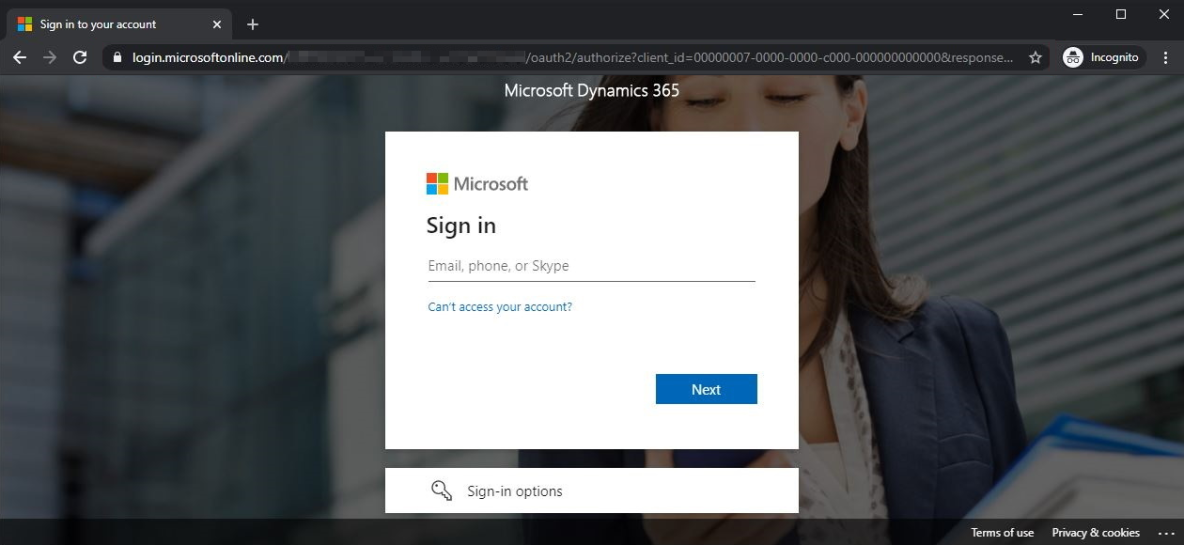 Sign in to your account
login.microsoftonline.com/ /oauth2/authorize?client_id=00000007-0000-0000-c000-000000000000&response...
Incognito
Microsoft Dynamics 365
Microsoft
Sign in
Email, phone, or Skype
Can't access your account?
Next
Sign-in options
Terms of use Privacy & cookies ...